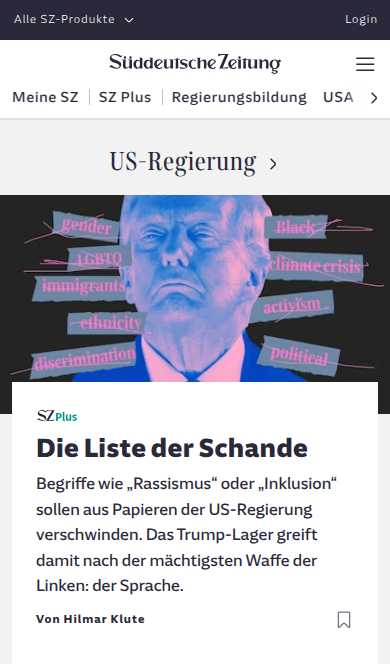 Alle SZ-Produkte
Login
Süddeutsche Zeitung
Meine SZ
SZ Plus
Regierungsbildung
USA
US-Regierung
gender
Black
LGBTQ
climate crisis
immigrants
activism
ethnicity
discrimination
political
SZ Plus
Die Liste der Schande
Begriffe wie „Rassismus“ oder „Inklusion“
sollen aus Papieren der US-Regierung
verschwinden. Das Trump-Lager greift
damit nach der mächtigsten Waffe der
Linken: der Sprache.
Von Hilmar Klute